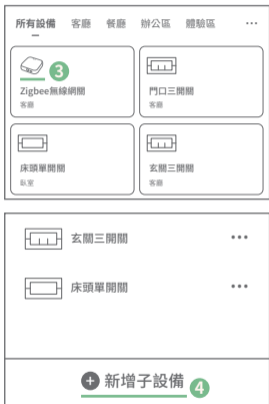 所有設備 客廳 餐廳 辦公區 體驗區 •••
3
Zigbee無線網關
客廳
門口三開關
客廳
床頭單開關
臥室
玄關三開關
客廳
玄關三開關 •••
床頭單開關 •••
+ 新增子設備 4